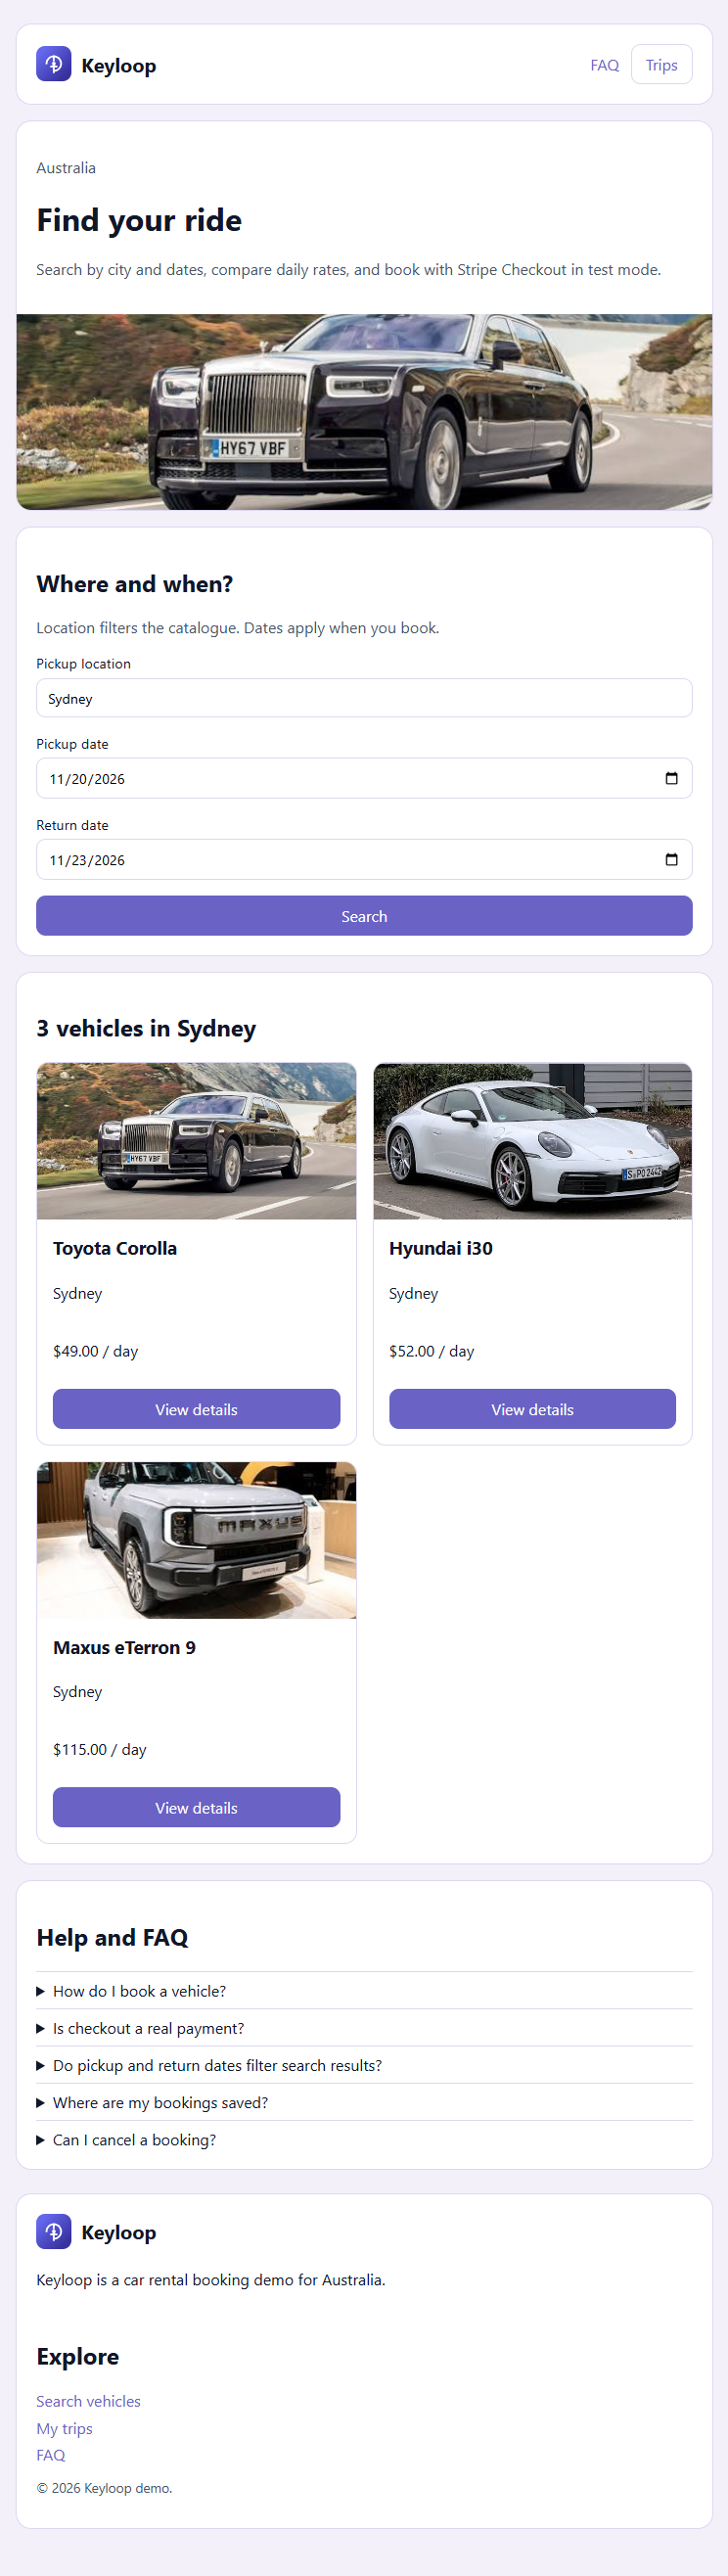 Keyloop
FAQ
Trips
Australia
Find your ride
Search by city and dates, compare daily rates, and book with Stripe Checkout in test mode.
HY67 VBF
Where and when?
Location filters the catalogue. Dates apply when you book.
Pickup location
Sydney
Pickup date
11/20/2026
Return date
11/23/2026
Search
3 vehicles in Sydney
HY67 VBF
S PO 2442
Toyota Corolla
Hyundai i30
Sydney
Sydney
$49.00 / day
$52.00 / day
View details
View details
MAXUS
Maxus eTerron 9
Sydney
$115.00 / day
View details
Help and FAQ
How do I book a vehicle?
Is checkout a real payment?
Do pickup and return dates filter search results?
Where are my bookings saved?
Can I cancel a booking?
Keyloop
Keyloop is a car rental booking demo for Australia.
Explore
Search vehicles
My trips
FAQ
© 2026 Keyloop demo.